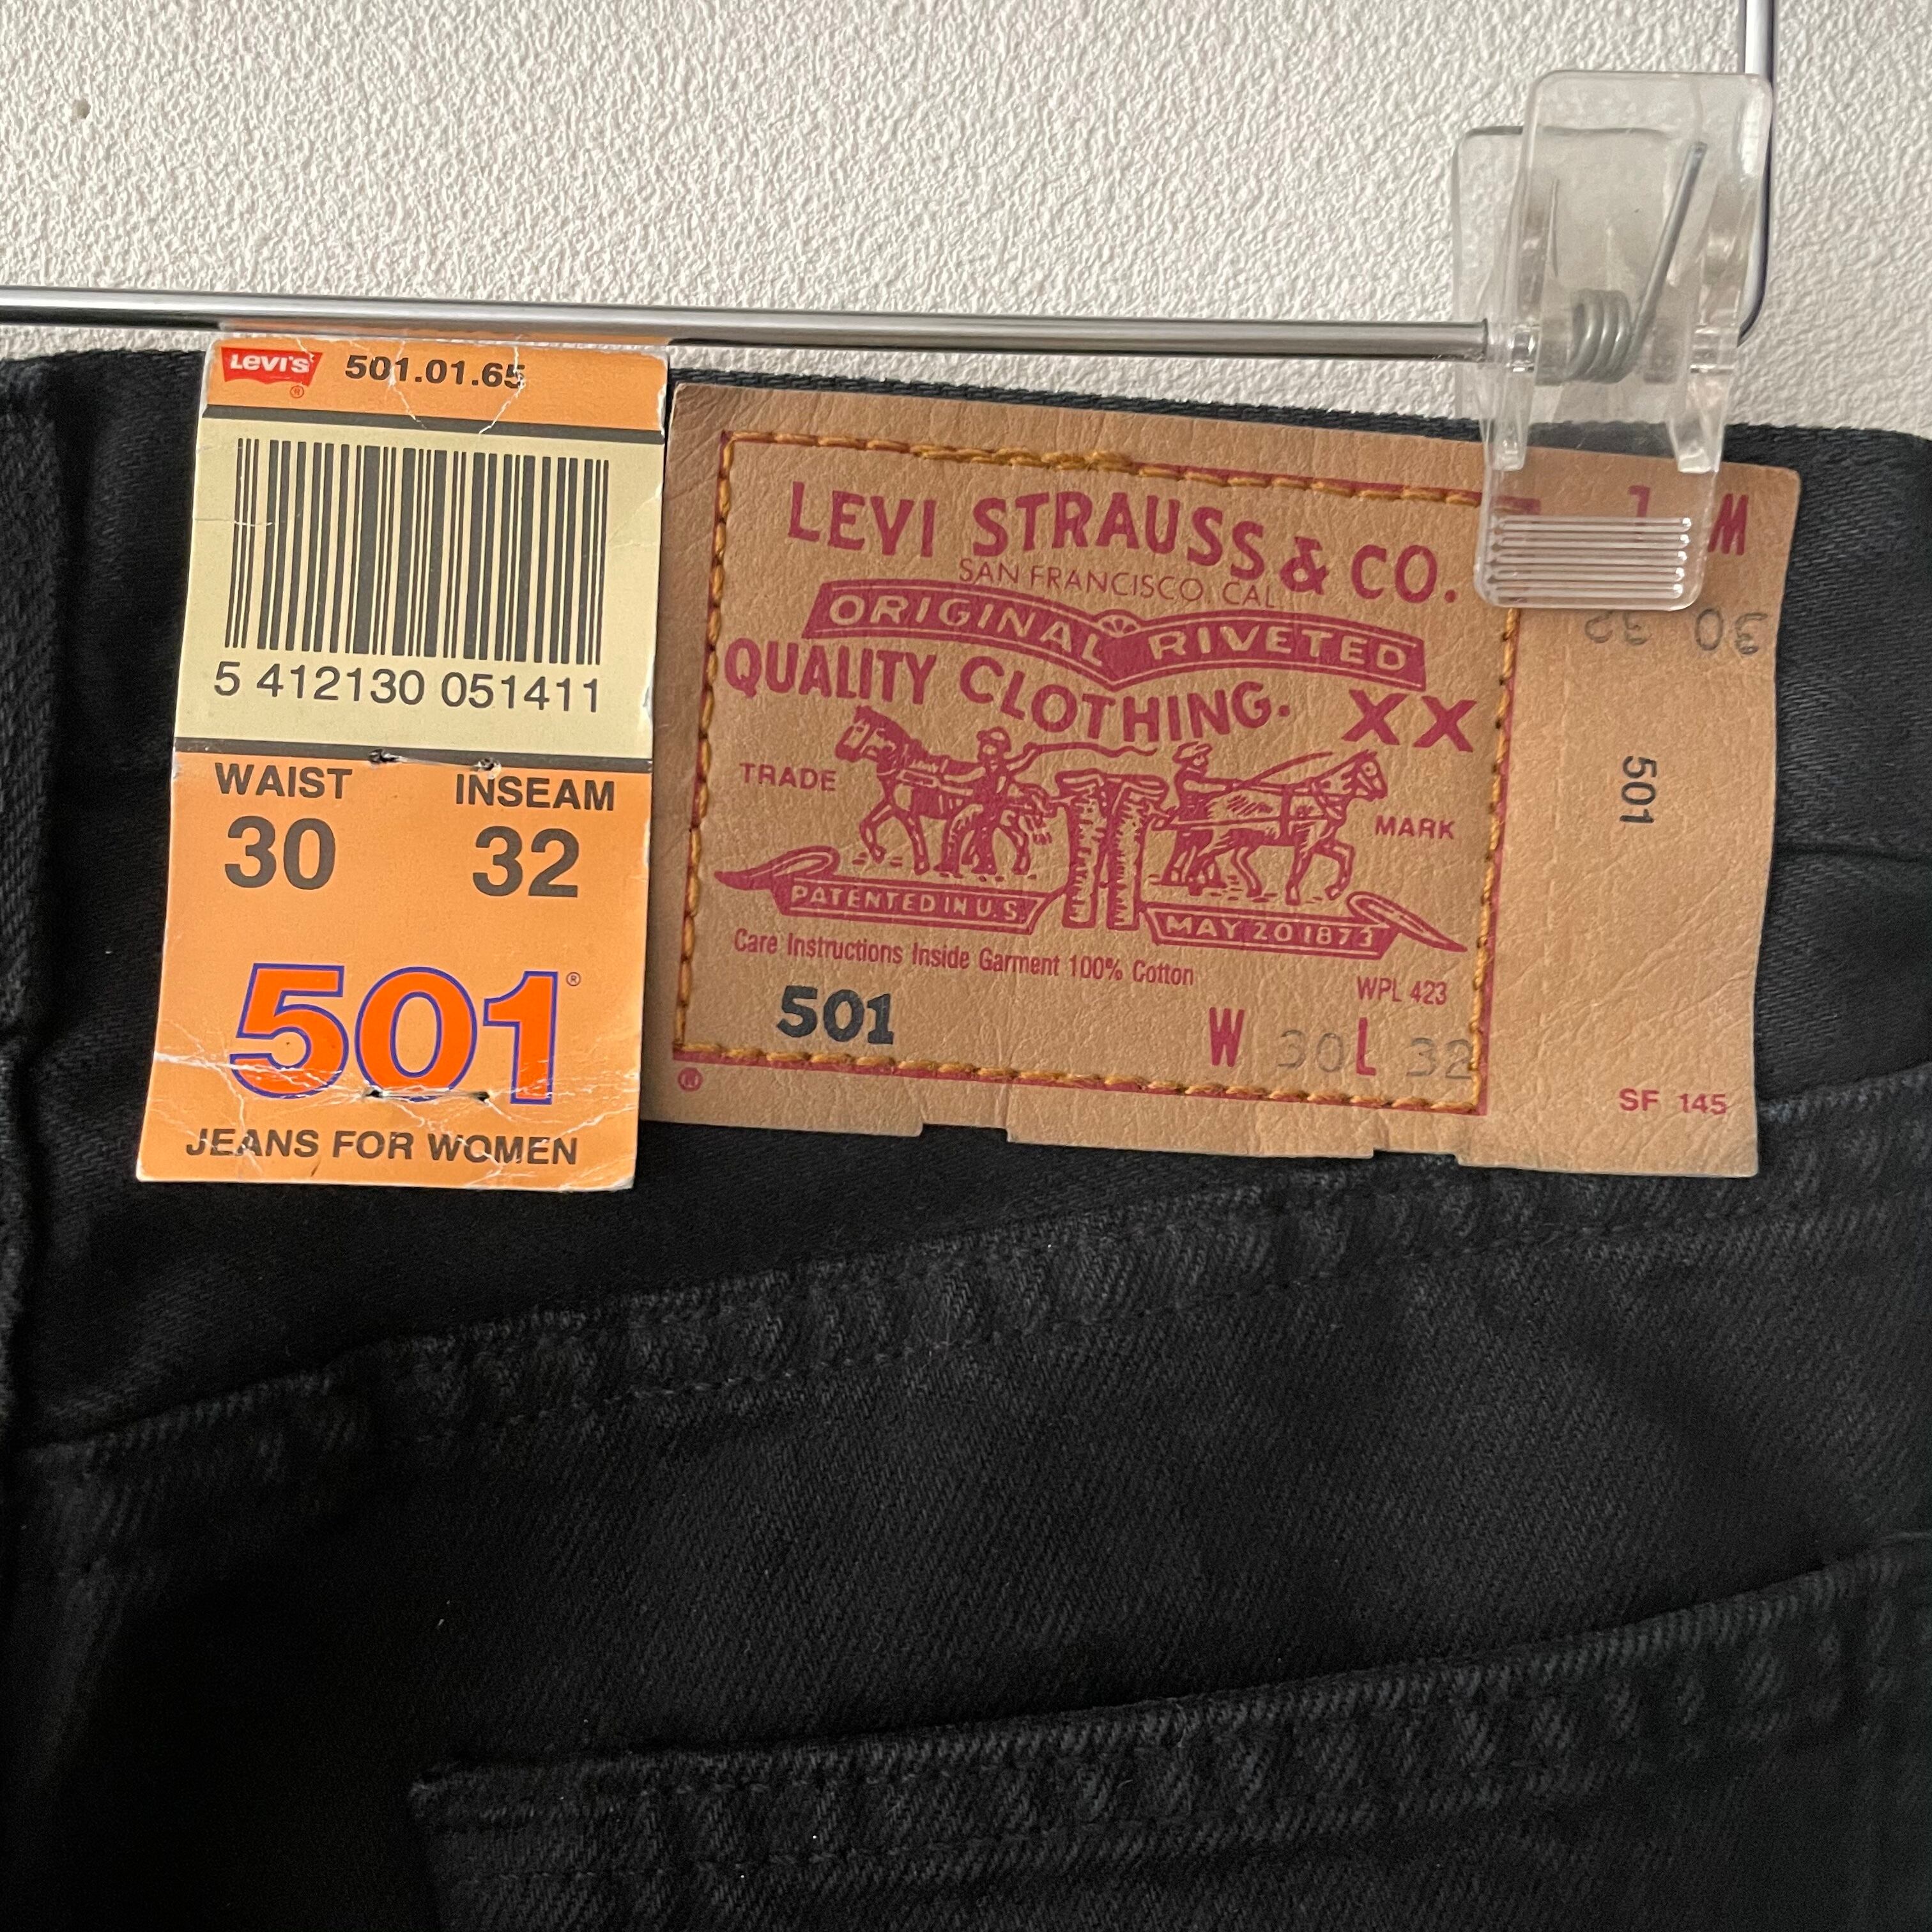 LEVI'S 501.01.65
®
5 412130 051411
WAIST INSEAM
30 32
501®
JEANS FOR WOMEN
LEVI STRAUSS & CO.
SAN FRANCISCO, CAL.
ORIGINAL RIVETED
QUALITY CLOTHING. XX
TRADE MARK
PATENTED IN U.S. MAY 20 1873
Care Instructions Inside Garment 100% Cotton
WPL 423
501 W 30 L 32
®
L W
32 30
501
SF 145